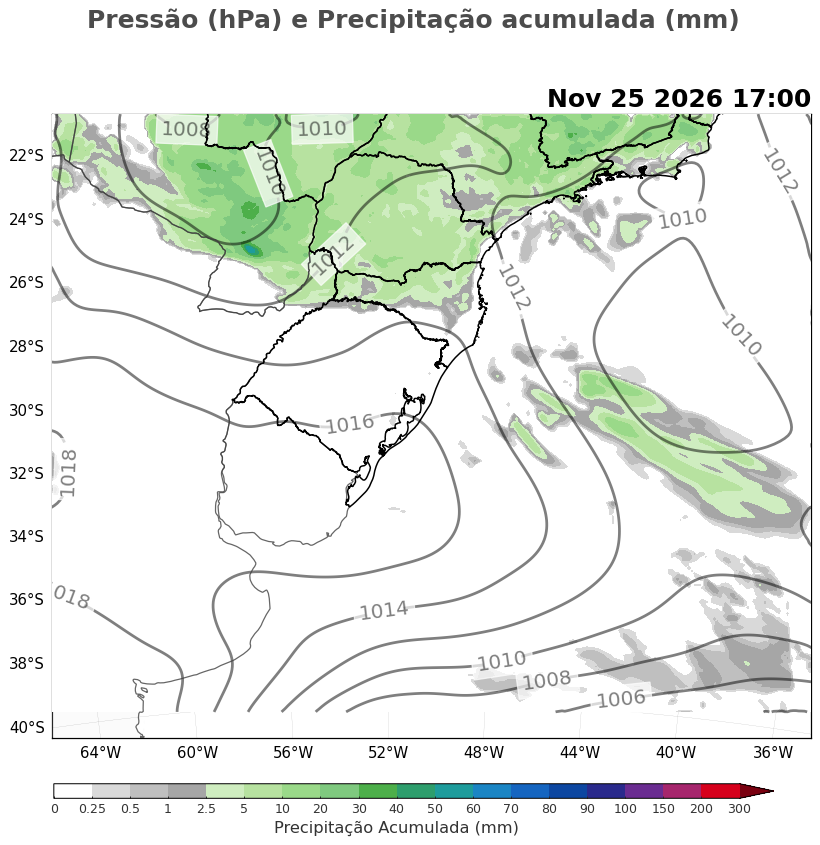 Pressão (hPa) e Precipitação acumulada (mm)
Nov 25 2026 17:00
1008
1010
1010
1012
1012
1010
1012
1010
1016
1018
018
1014
1010
1008
1006
22°S
24°S
26°S
28°S
30°S
32°S
34°S
36°S
38°S
40°S
64°W 60°W 56°W 52°W 48°W 44°W 40°W 36°W
0 0.25 0.5 1 2.5 5 10 20 30 40 50 60 70 80 90 100 150 200 300
Precipitação Acumulada (mm)